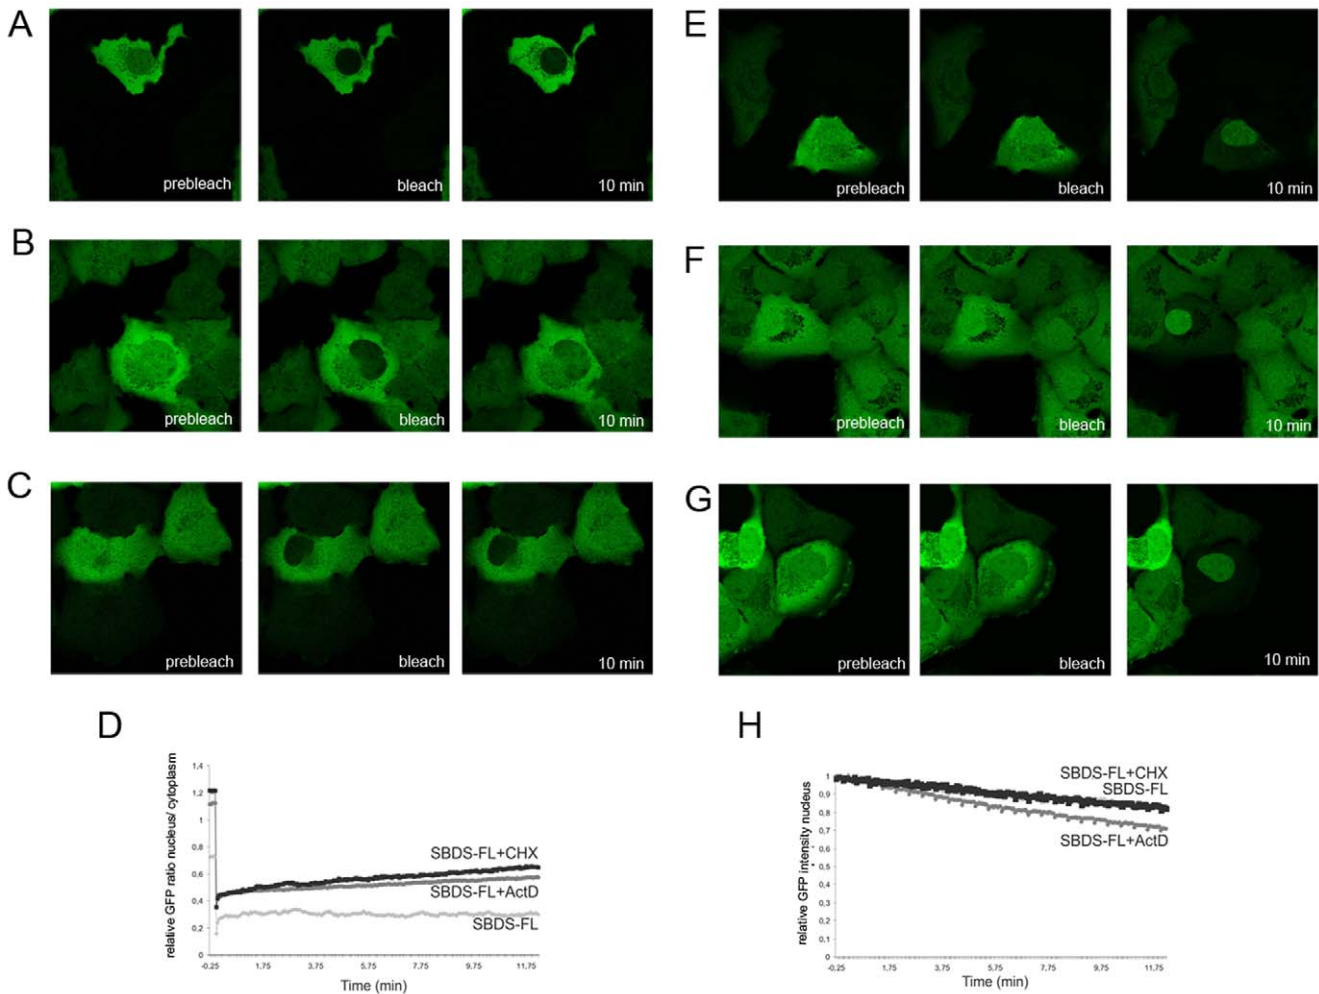 A
prebleach
bleach
10 min
B
prebleach
bleach
10 min
C
prebleach
bleach
10 min
D
relative GFP ratio nucleus/ cytoplasm
1,4
1,2
1
0,8
0,6
0,4
0,2
0
SBDS-FL+CHX
SBDS-FL+ActD
SBDS-FL
-0.25 1,75 3,75 5,75 7,75 9,75 11,75
Time (min)
E
prebleach
bleach
10 min
F
prebleach
bleach
10 min
G
prebleach
bleach
10 min
H
relative GFP intensity nucleus
1
0,9
0,8
0,7
0,6
0,5
0,4
0,3
0,2
0,1
0
SBDS-FL+CHX
SBDS-FL
SBDS-FL+ActD
-0.25 1,75 3,75 5,75 7,75 9,75 11,75
Time (min)